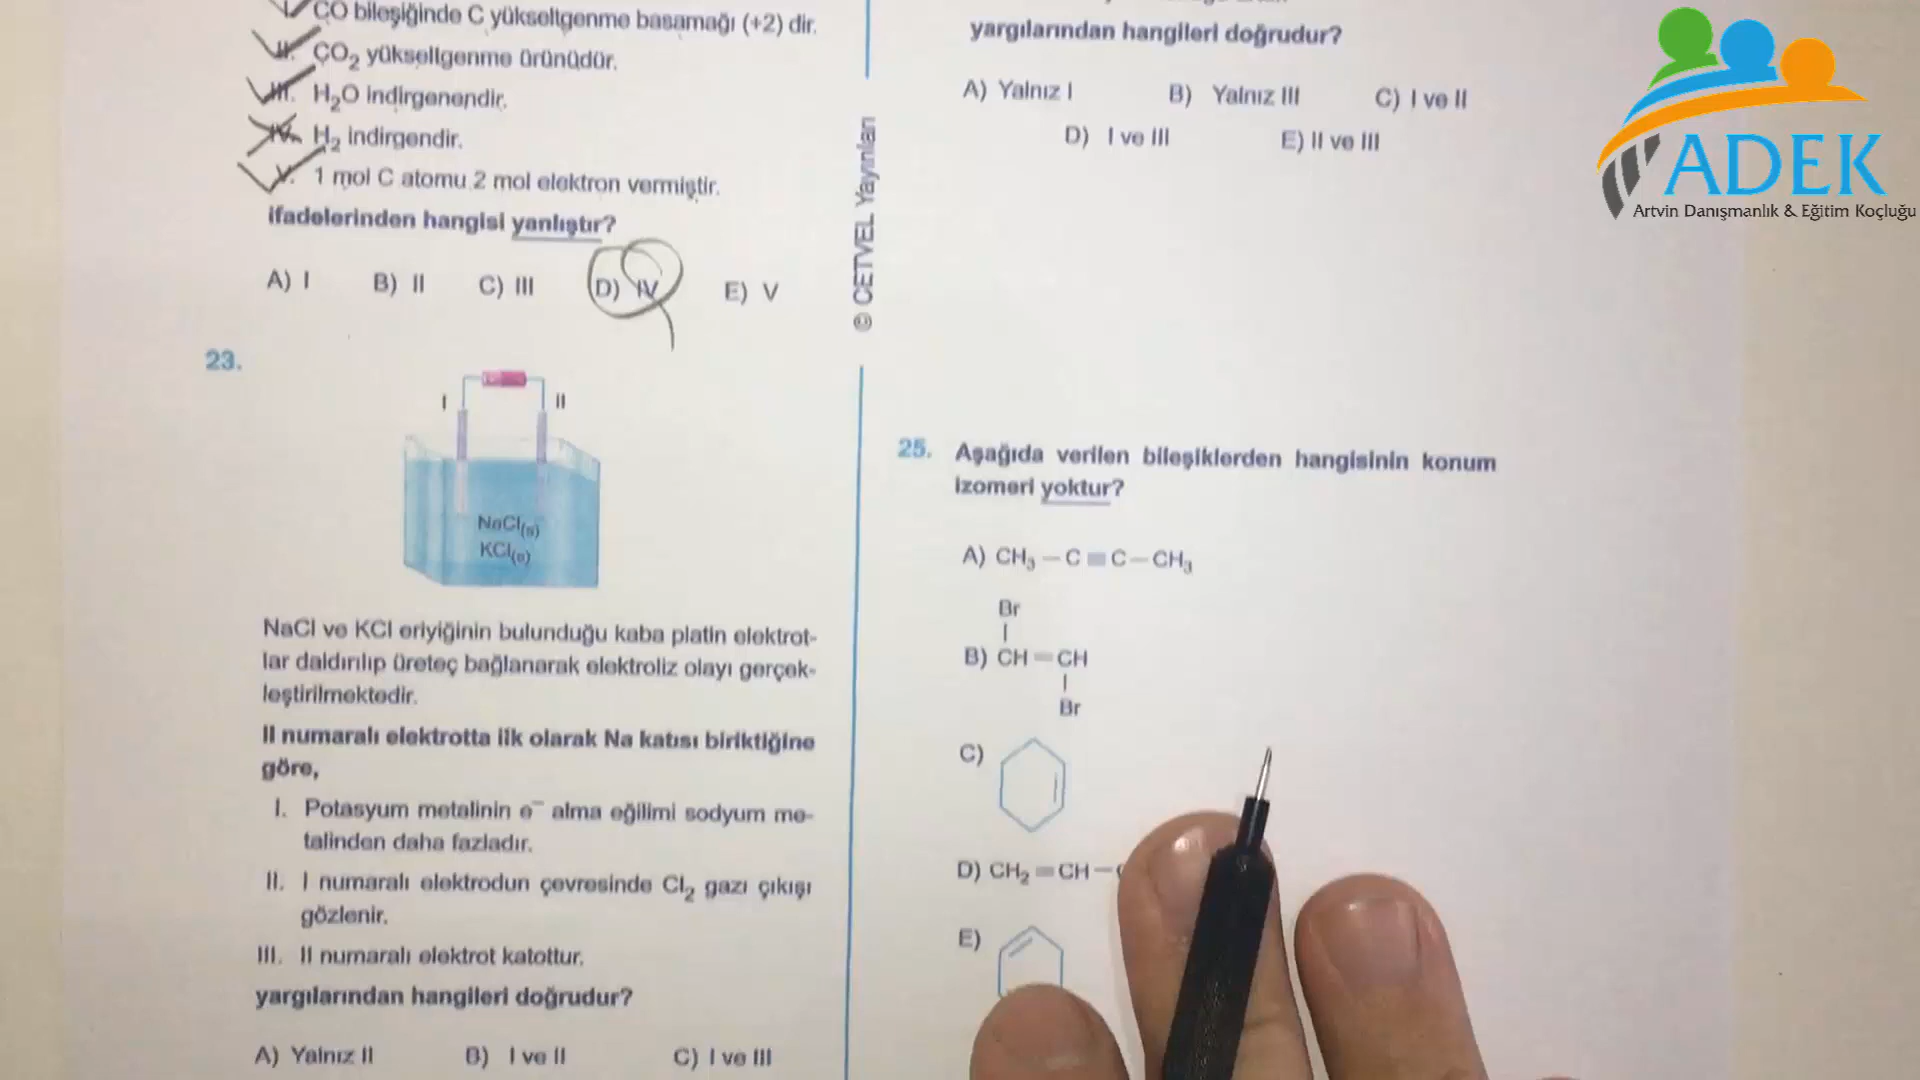 I. CO bileşiğinde C yükseltgenme basamağı (+2) dir.
II. CO2 yükseltgenme ürünüdür.
III. H2O indirgenendir.
IV. H2 indirgendir.
V. 1 mol C atomu 2 mol elektron vermiştir.
ifadelerinden hangisi yanlıştır?
A) I B) II C) III D) IV E) V
23.
I II
NaCl(s)
KCl(s)
NaCl ve KCl eriyiğinin bulunduğu kaba platin elektrot-
lar daldırılıp üreteç bağlanarak elektroliz olayı gerçek-
leştirilmektedir.
II numaralı elektrotta ilk olarak Na katısı biriktiğine
göre,
I. Potasyum metalinin e⁻ alma eğilimi sodyum me-
talinden daha fazladır.
II. I numaralı elektrodun çevresinde Cl2 gazı çıkışı
gözlenir.
III. II numaralı elektrot katottur.
yargılarından hangileri doğrudur?
A) Yalnız II B) I ve II C) I ve III
© CETVEL Yayınları
yargılarından hangileri doğrudur?
A) Yalnız I B) Yalnız III C) I ve II
D) I ve III E) II ve III
25. Aşağıda verilen bileşiklerden hangisinin konum
izomeri yoktur?
A) CH3 — C ≡ C — CH3
Br
B) CH = CH
Br
C)
D) CH2 = CH —
E)
ADEK
Artvin Danışmanlık & Eğitim Koçluğu